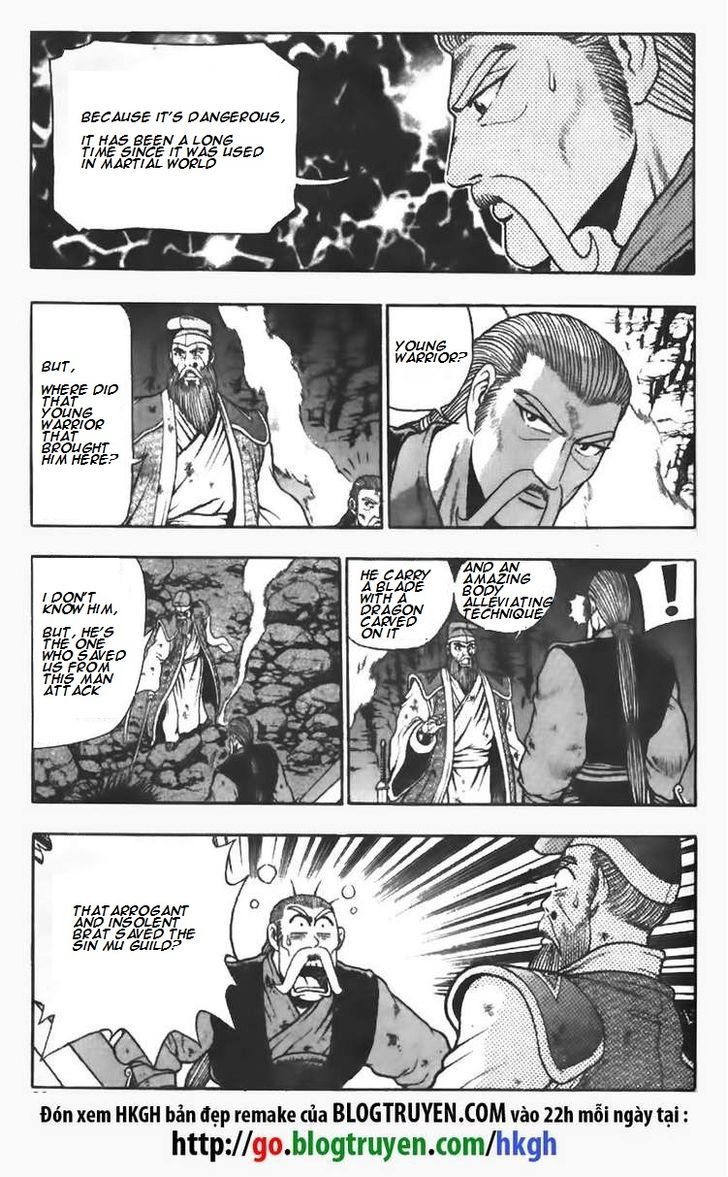 BECAUSE IT'S DANGEROUS,
IT HAS BEEN A LONG
TIME SINCE IT WAS USED
IN MARTIAL WORLD
BUT,
WHERE DID
THAT
YOUNG
WARRIOR
THAT
BROUGHT
HIM HERE?
YOUNG
WARRIOR?
I DON'T
KNOW HIM,
BUT, HE'S
THE ONE
WHO SAVED
US FROM
THIS MAN
ATTACK
HE CARRY
A BLADE
WITH A
DRAGON
CARVED
ON IT
AND AN
AMAZING
BODY
ALLEVIATING
TECHNIQUE
!
THAT ARROGANT
AND INSOLENT
BRAT SAVED THE
SIN MU GUILD?
Đón xem HKGH bản đẹp remake của BLOGTRUYEN.COM vào 22h mỗi ngày tại :
http://go.blogtruyen.com/hkgh